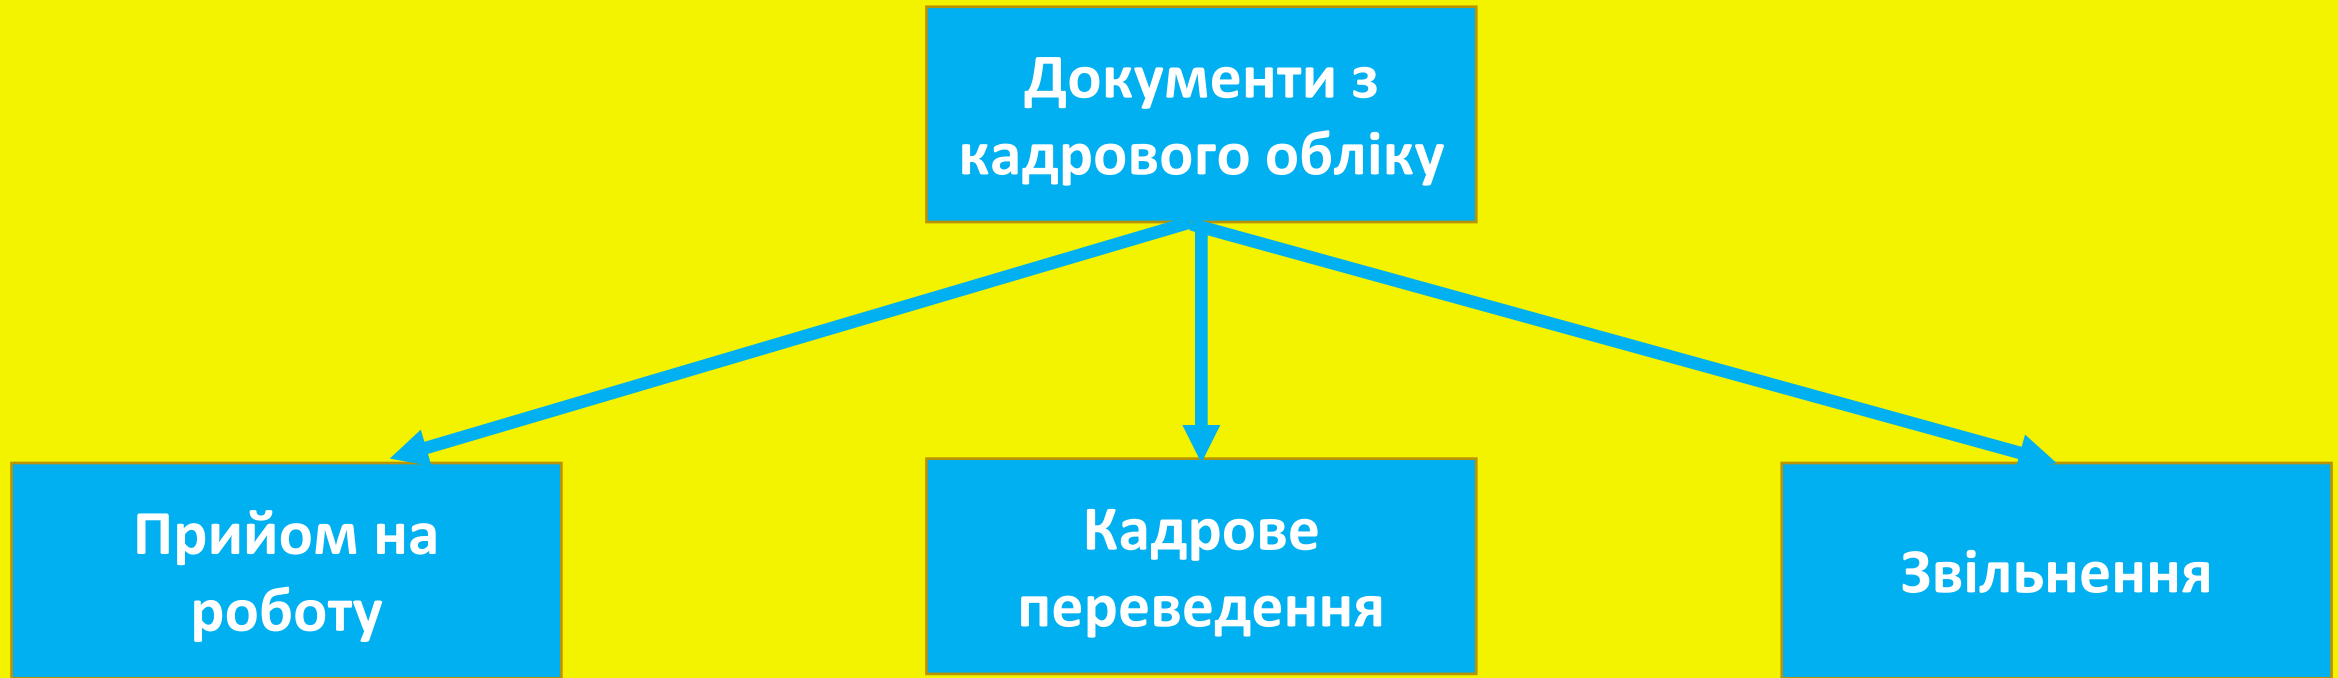 Документи з
кадрового обліку
Прийом на
роботу
Кадрове
переведення
Звільнення